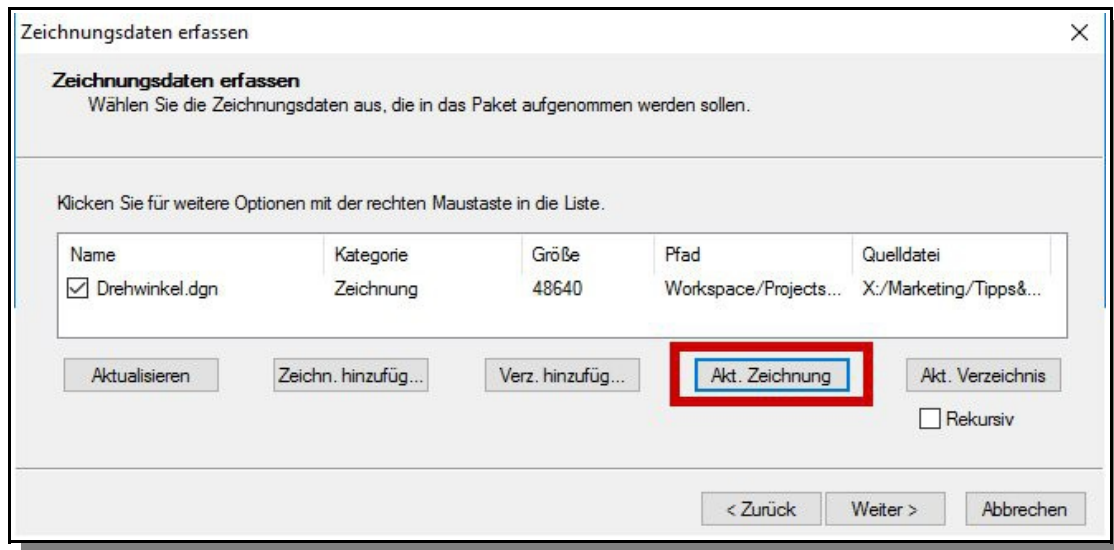 Zeichnungsdaten erfassen
Zeichnungsdaten erfassen
Wählen Sie die Zeichnungsdaten aus, die in das Paket aufgenommen werden sollen.
Klicken Sie für weitere Optionen mit der rechten Maustaste in die Liste.
Name Kategorie Größe Pfad Quelldatei
Drehwinkel.dgn Zeichnung 48640 Workspace/Projects... X:/Marketing/Tipps&...
Aktualisieren Zeichn. hinzufüg... Verz. hinzufüg... Akt. Zeichnung Akt. Verzeichnis
Rekursiv
< Zurück Weiter > Abbrechen